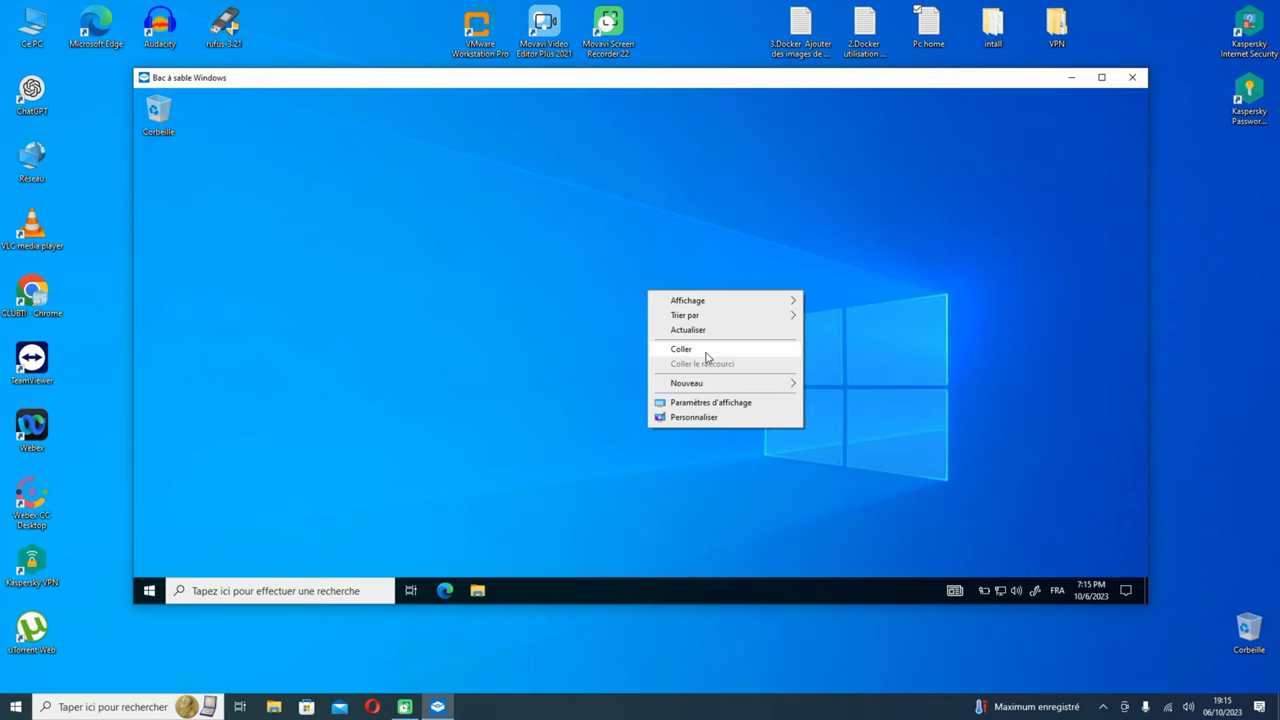 Ce PC
Microsoft Edge
Audacity
rufus-3.21
VMware
Workstation Pro
Movavi Video
Editor Plus 2021
Movavi Screen
Recorder 22
3.Docker Ajouter
des images de ...
2.Docker
utilisation ...
Pc home
intall
VPN
Kaspersky
Internet Security
Kaspersky
Passwor...
ChatGPT
Réseau
VLC media player
CLUBTI - Chrome
TeamViewer
Webex
Webex CC
Desktop
Kaspersky VPN
uTorrent Web
Bac à sable Windows
Corbeille
Affichage
Trier par
Actualiser
Coller
Coller le raccourci
Nouveau
Paramètres d'affichage
Personnaliser
Tapez ici pour effectuer une recherche
FRA
7:15 PM
10/6/2023
Corbeille
Taper ici pour rechercher
Maximum enregistré
19:15
06/10/2023